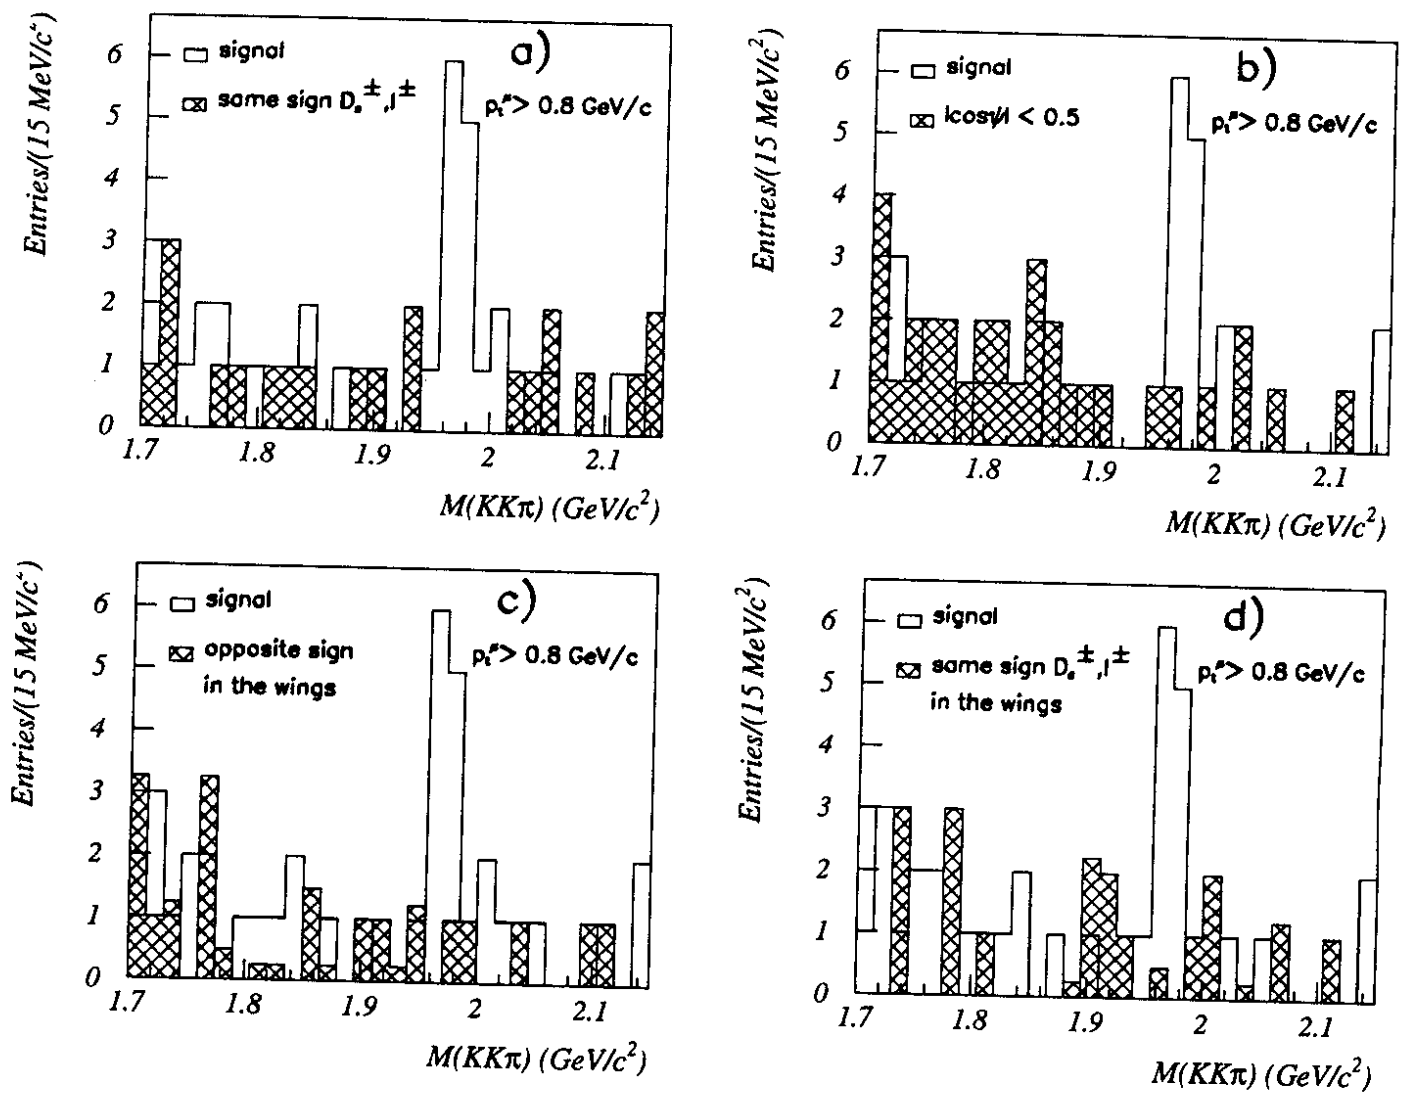 a)
signal
same sign Dₛ±,l±
pₜ^μ> 0.8 GeV/c
Entries/(15 MeV/c²)
6
5
4
3
2
1
0
1.7 1.8 1.9 2 2.1
M(KKπ) (GeV/c²)
b)
signal
|cosψ| < 0.5
pₜ^μ> 0.8 GeV/c
Entries/(15 MeV/c²)
6
5
4
3
2
1
0
1.7 1.8 1.9 2 2.1
M(KKπ) (GeV/c²)
c)
signal
opposite sign
in the wings
pₜ^μ> 0.8 GeV/c
Entries/(15 MeV/c²)
6
5
4
3
2
1
0
1.7 1.8 1.9 2 2.1
M(KKπ) (GeV/c²)
d)
signal
same sign Dₛ±,l±
in the wings
pₜ^μ> 0.8 GeV/c
Entries/(15 MeV/c²)
6
5
4
3
2
1
0
1.7 1.8 1.9 2 2.1
M(KKπ) (GeV/c²)